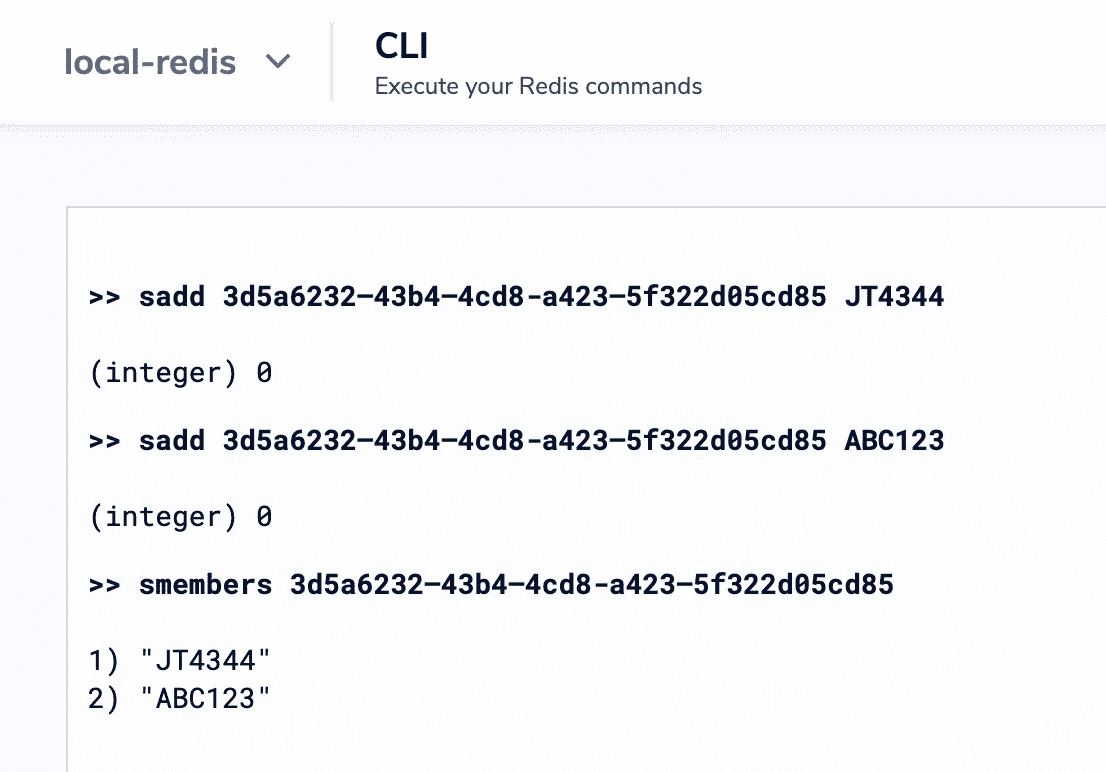 local-redis
CLI
Execute your Redis commands
>> sadd 3d5a6232-43b4-4cd8-a423-5f322d05cd85 JT4344
(integer) 0
>> sadd 3d5a6232-43b4-4cd8-a423-5f322d05cd85 ABC123
(integer) 0
>> smembers 3d5a6232-43b4-4cd8-a423-5f322d05cd85
1) "JT4344"
2) "ABC123"